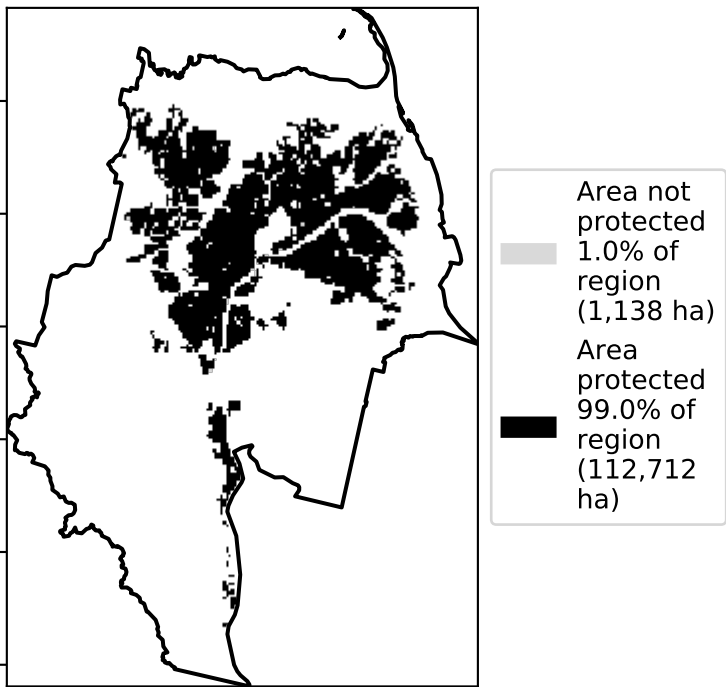 Area not
protected
1.0% of
region
(1,138 ha)
Area
protected
99.0% of
region
(112,712
ha)